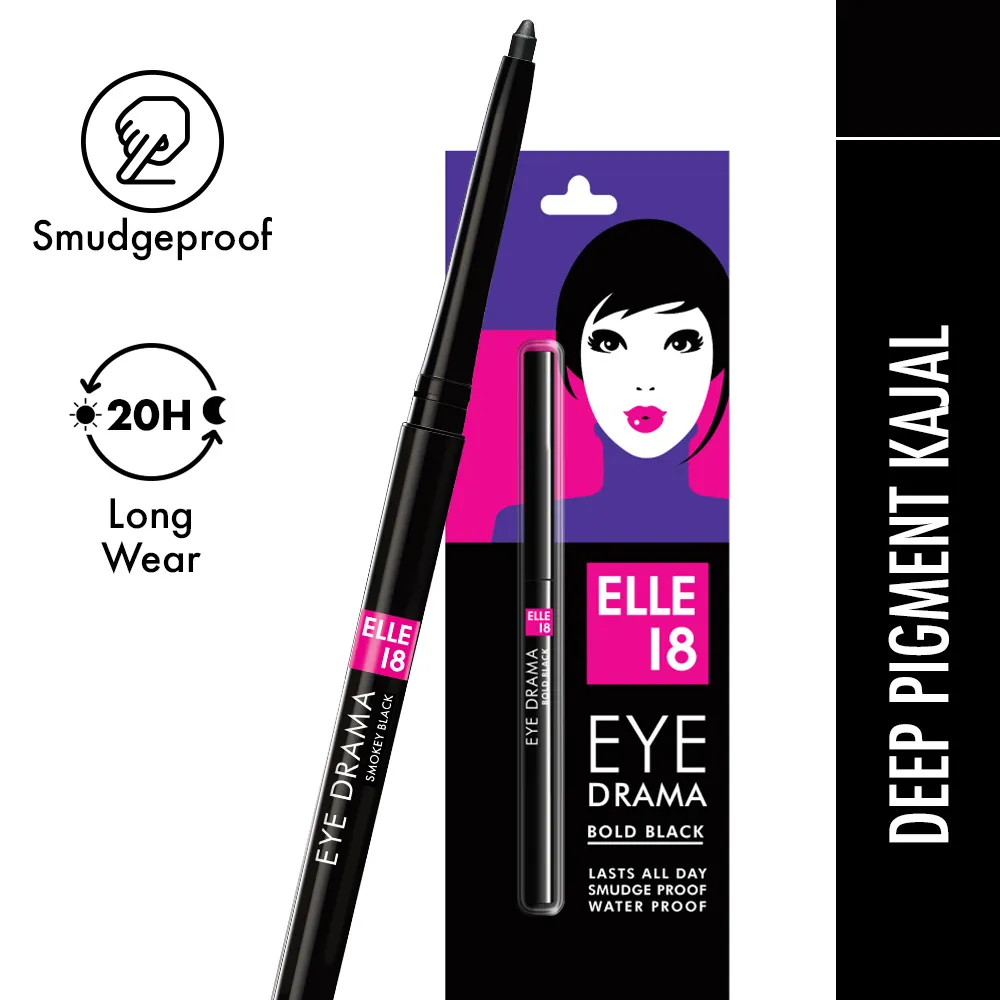 Smudgeproof
20H
Long
Wear
ELLE
18
EYE DRAMA
SMOKEY BLACK
ELLE
18
EYE DRAMA
BOLD BLACK
ELLE
18
EYE
DRAMA
BOLD BLACK
LASTS ALL DAY
SMUDGE PROOF
WATER PROOF
DEEP PIGMENT KAJAL